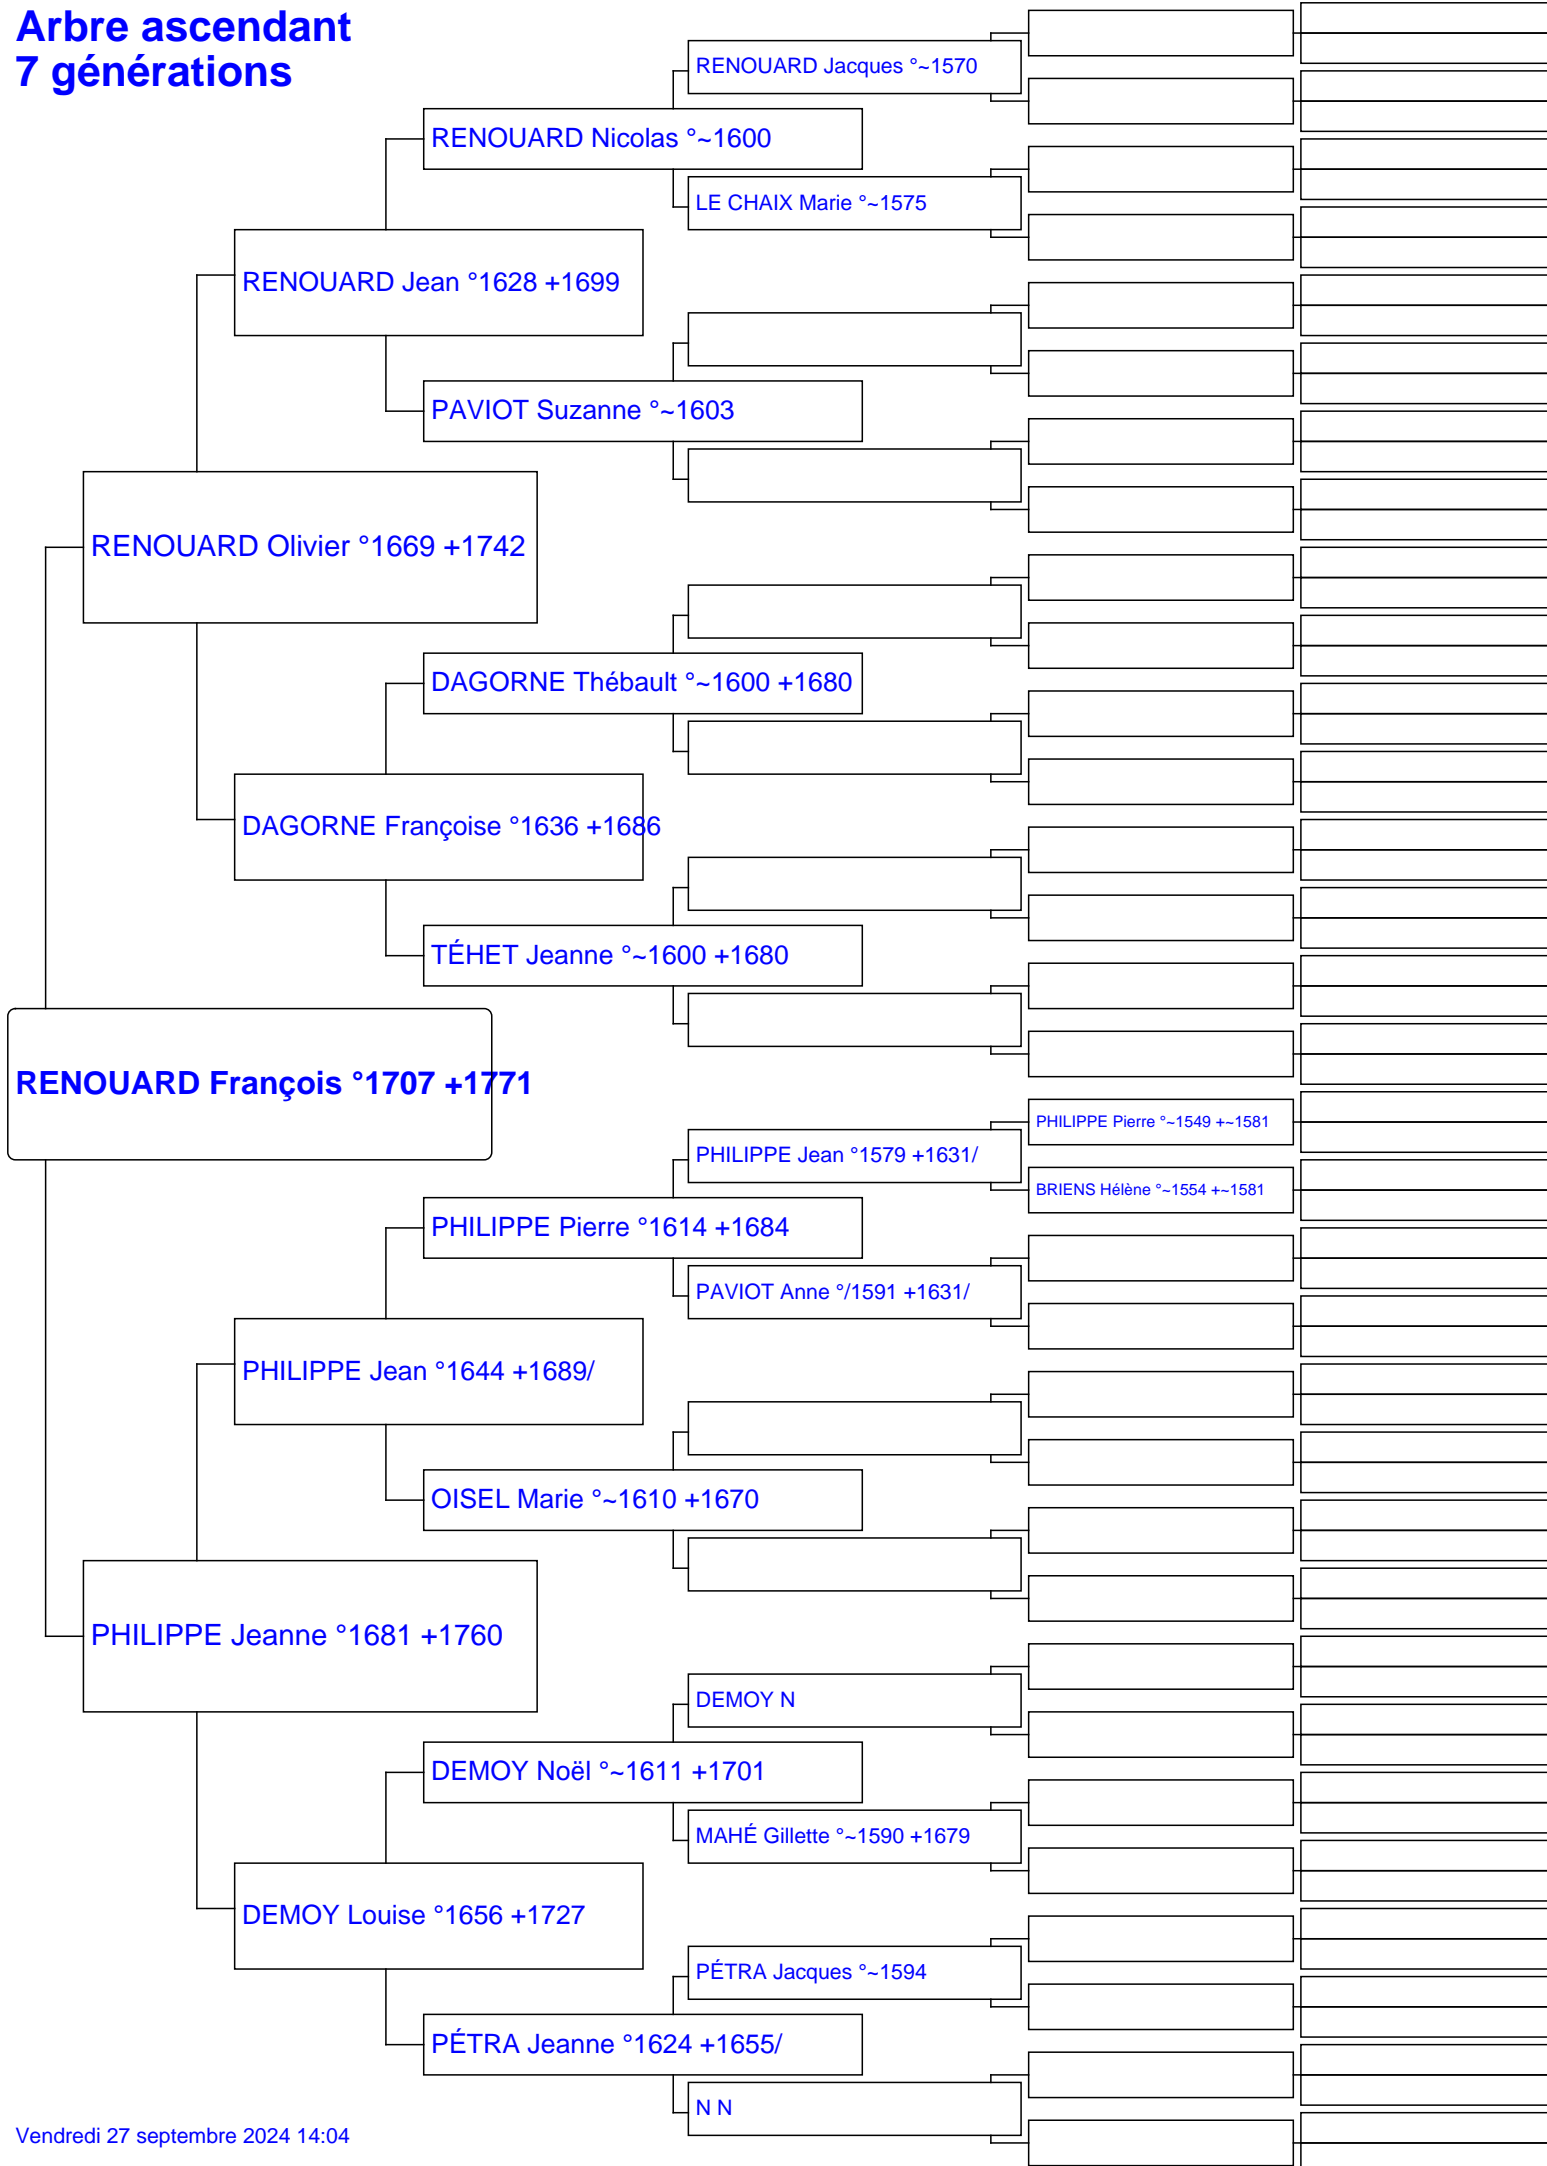 Arbre ascendant
7 générations
RENOUARD Jacques °~1570
RENOUARD Nicolas °~1600
LE CHAIX Marie °~1575
RENOUARD Jean °1628 +1699
PAVIOT Suzanne °~1603
RENOUARD Olivier °1669 +1742
DAGORNE Thébault °~1600 +1680
DAGORNE Françoise °1636 +1686
TÉHET Jeanne °~1600 +1680
RENOUARD François °1707 +1771
PHILIPPE Pierre °~1549 +~1581
PHILIPPE Jean °1579 +1631/
BRIENS Hélène °~1554 +~1581
PHILIPPE Pierre °1614 +1684
PAVIOT Anne °/1591 +1631/
PHILIPPE Jean °1644 +1689/
OISEL Marie °~1610 +1670
PHILIPPE Jeanne °1681 +1760
DEMOY N
DEMOY Noël °~1611 +1701
MAHÉ Gillette °~1590 +1679
DEMOY Louise °1656 +1727
PÉTRA Jacques °~1594
PÉTRA Jeanne °1624 +1655/
N N
Vendredi 27 septembre 2024 14:04